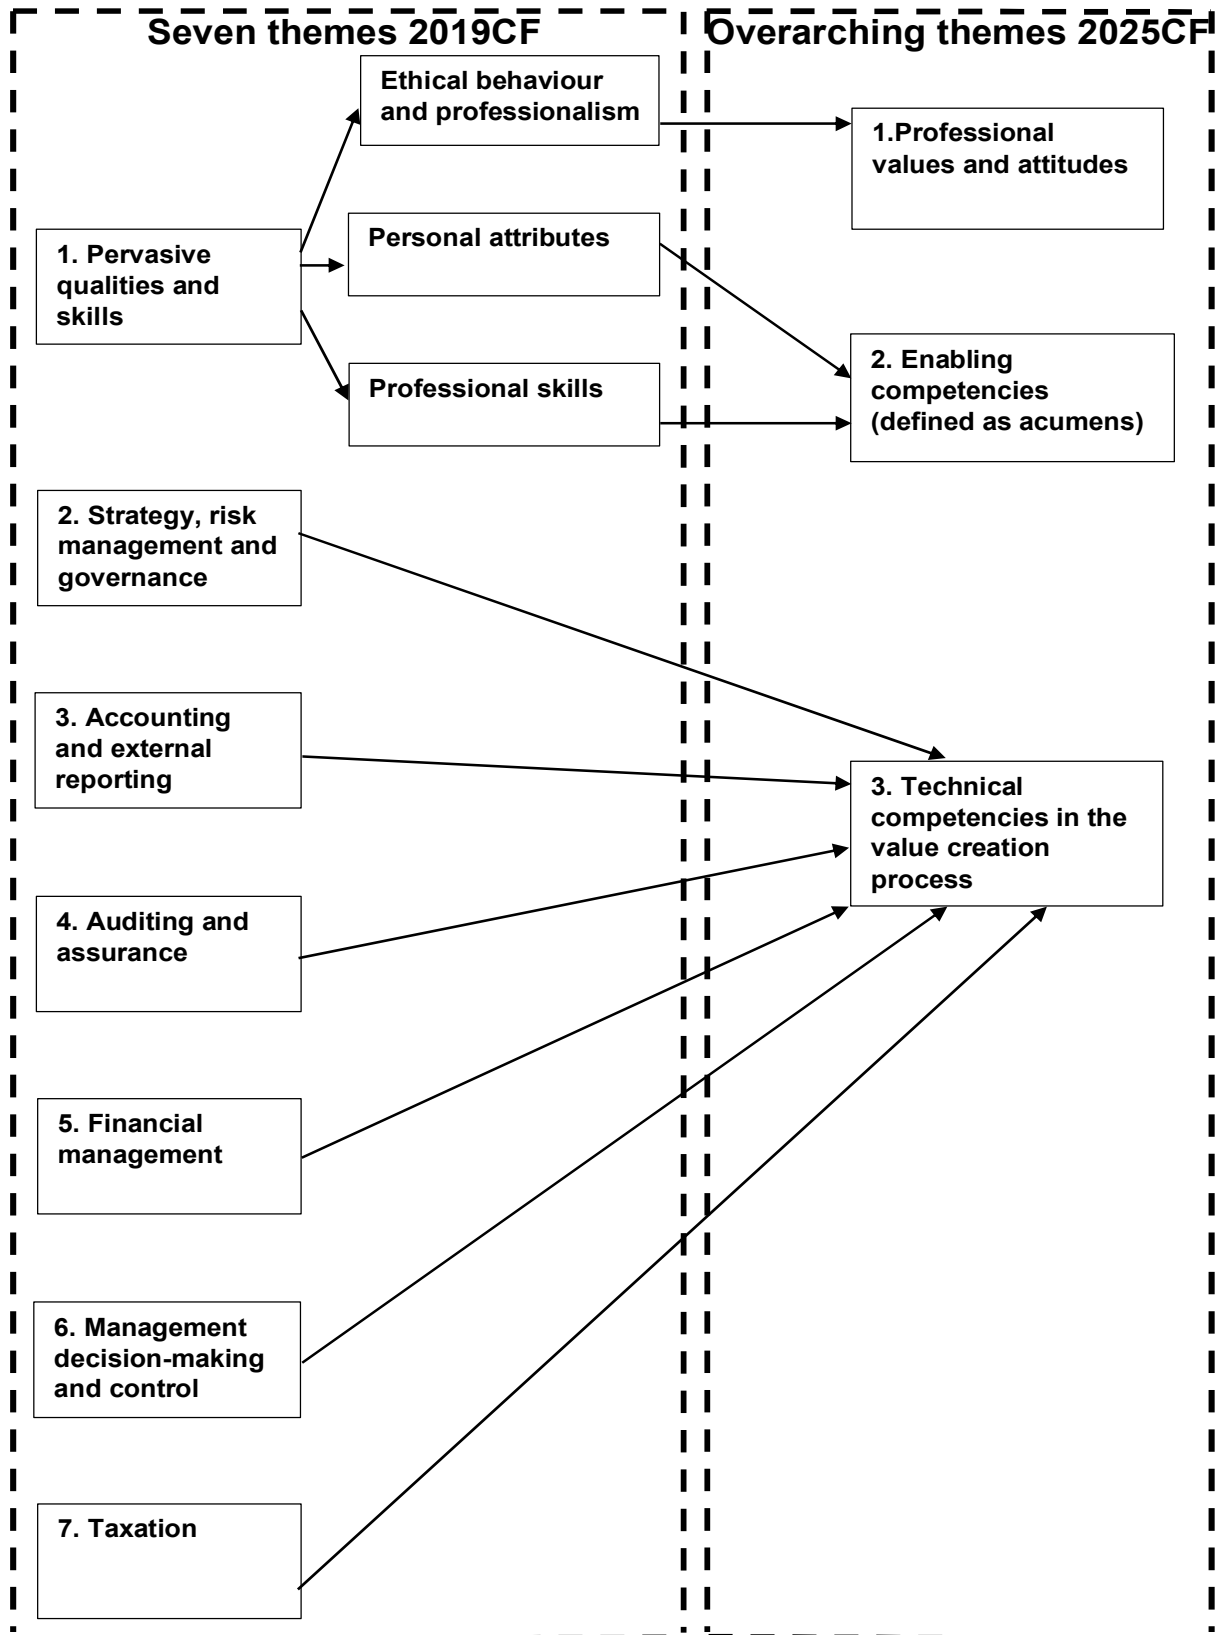 Seven themes 2019CF
Overarching themes 2025CF
Ethical behaviour
and professionalism
1.Professional
values and attitudes
1. Pervasive
qualities and
skills
Personal attributes
Professional skills
2. Enabling
competencies
(defined as acumens)
2. Strategy, risk
management and
governance
3. Accounting
and external
reporting
3. Technical
competencies in the
value creation
process
4. Auditing and
assurance
5. Financial
management
6. Management
decision-making
and control
7. Taxation